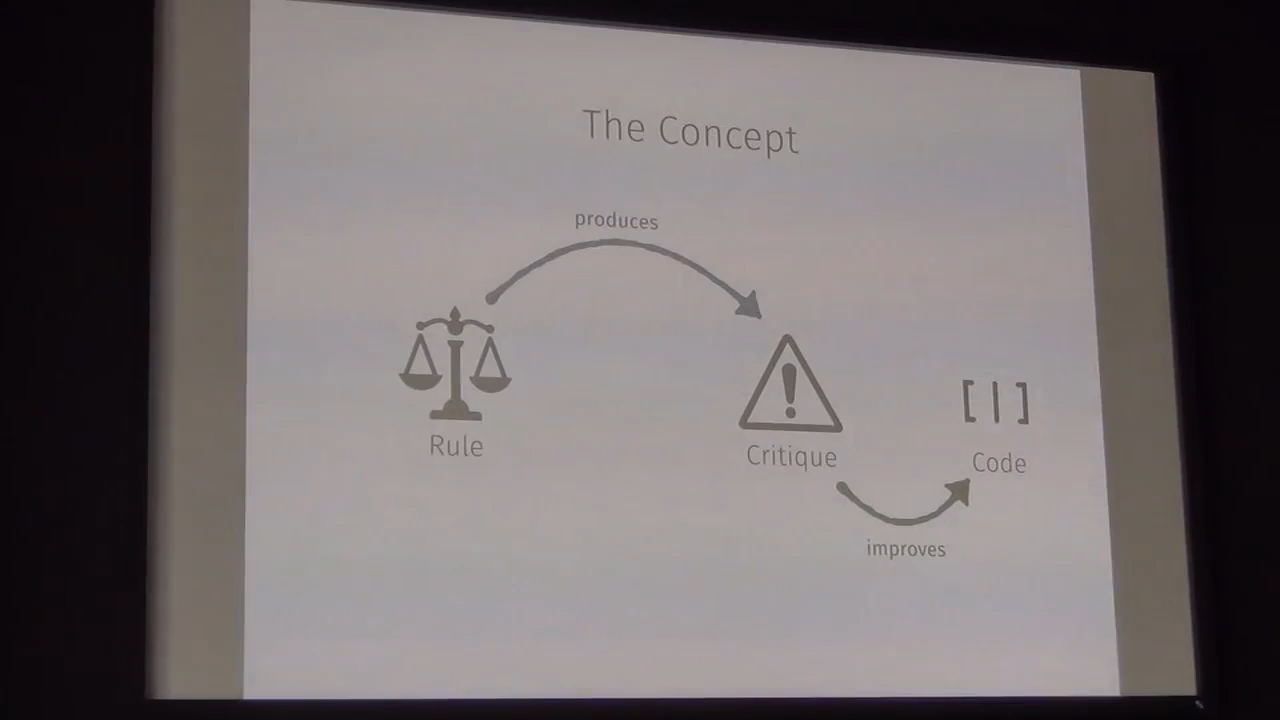 The Concept
produces
Rule
Critique
[|]
Code
improves